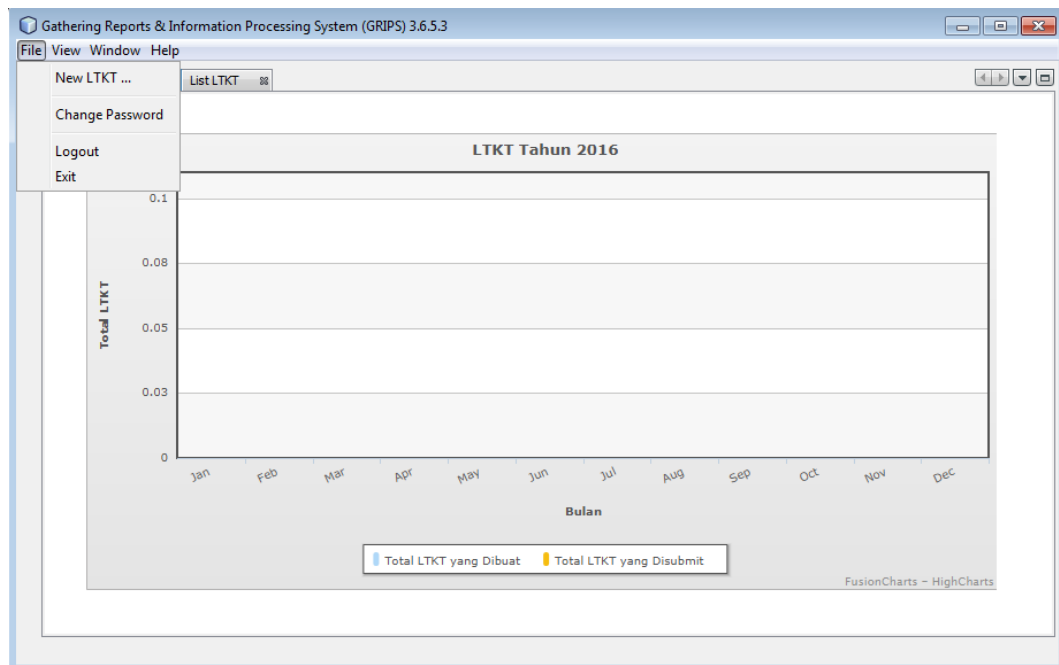 Gathering Reports & Information Processing System (GRIPS) 3.6.5.3
File View Window Help
New LTKT ...
Change Password
Logout
Exit
List LTKT
LTKT Tahun 2016
Total LTKT
0.1
0.08
0.05
0.03
0
Jan Feb Mar Apr May Jun Jul Aug Sep Oct Nov Dec
Bulan
Total LTKT yang Dibuat Total LTKT yang Disubmit
FusionCharts – HighCharts